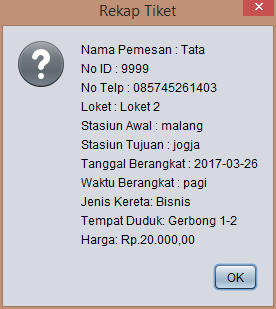 Rekap Tiket
Nama Pemesan : Tata
No ID : 9999
No Telp : 085745261403
Loket : Loket 2
Stasiun Awal : malang
Stasiun Tujuan : jogja
Tanggal Berangkat : 2017-03-26
Waktu Berangkat : pagi
Jenis Kereta: Bisnis
Tempat Duduk: Gerbong 1-2
Harga: Rp.20.000,00
OK